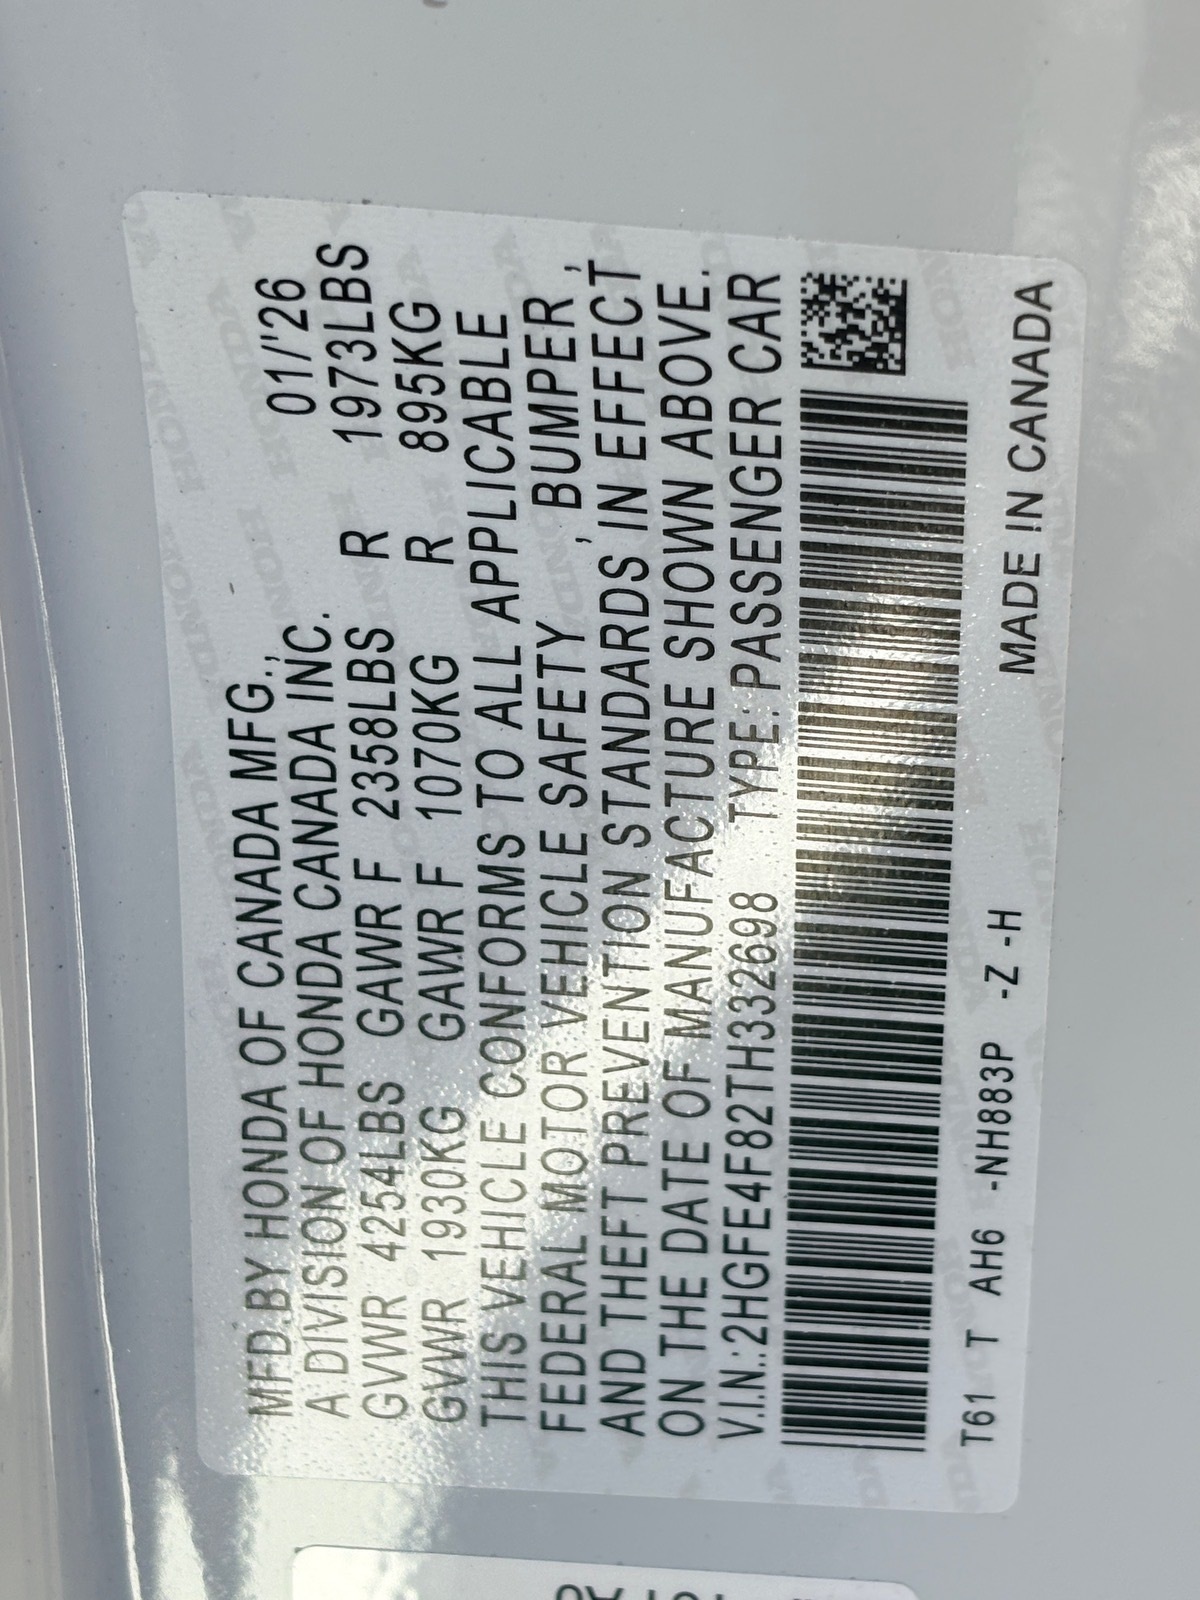 MFD.BY HONDA OF CANADA MFG.,
A DIVISION OF HONDA CANADA INC. 01/'26
GVWR 4254LBS GAWR F 2358LBS R 1973LBS
GVWR 1930KG GAWR F 1070KG R 895KG
THIS VEHICLE CONFORMS TO ALL APPLICABLE
FEDERAL MOTOR VEHICLE SAFETY, BUMPER,
AND THEFT PREVENTION STANDARDS IN EFFECT
ON THE DATE OF MANUFACTURE SHOWN ABOVE.
V.I.N.:2HGFE4F82TH332698 TYPE:PASSENGER CAR
T61 T AH6 -NH883P -Z -H MADE IN CANADA